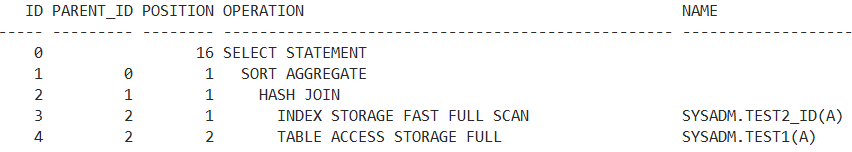 ID PARENT_ID POSITION OPERATION                                          NAME
----- --------- -------- -------------------------------------------------- -------------------
    0                 16 SELECT STATEMENT
    1         0        1   SORT AGGREGATE
    2         1        1     HASH JOIN
    3         2        1       INDEX STORAGE FAST FULL SCAN                 SYSADM.TEST2_ID(A)
    4         2        2       TABLE ACCESS STORAGE FULL                    SYSADM.TEST1(A)